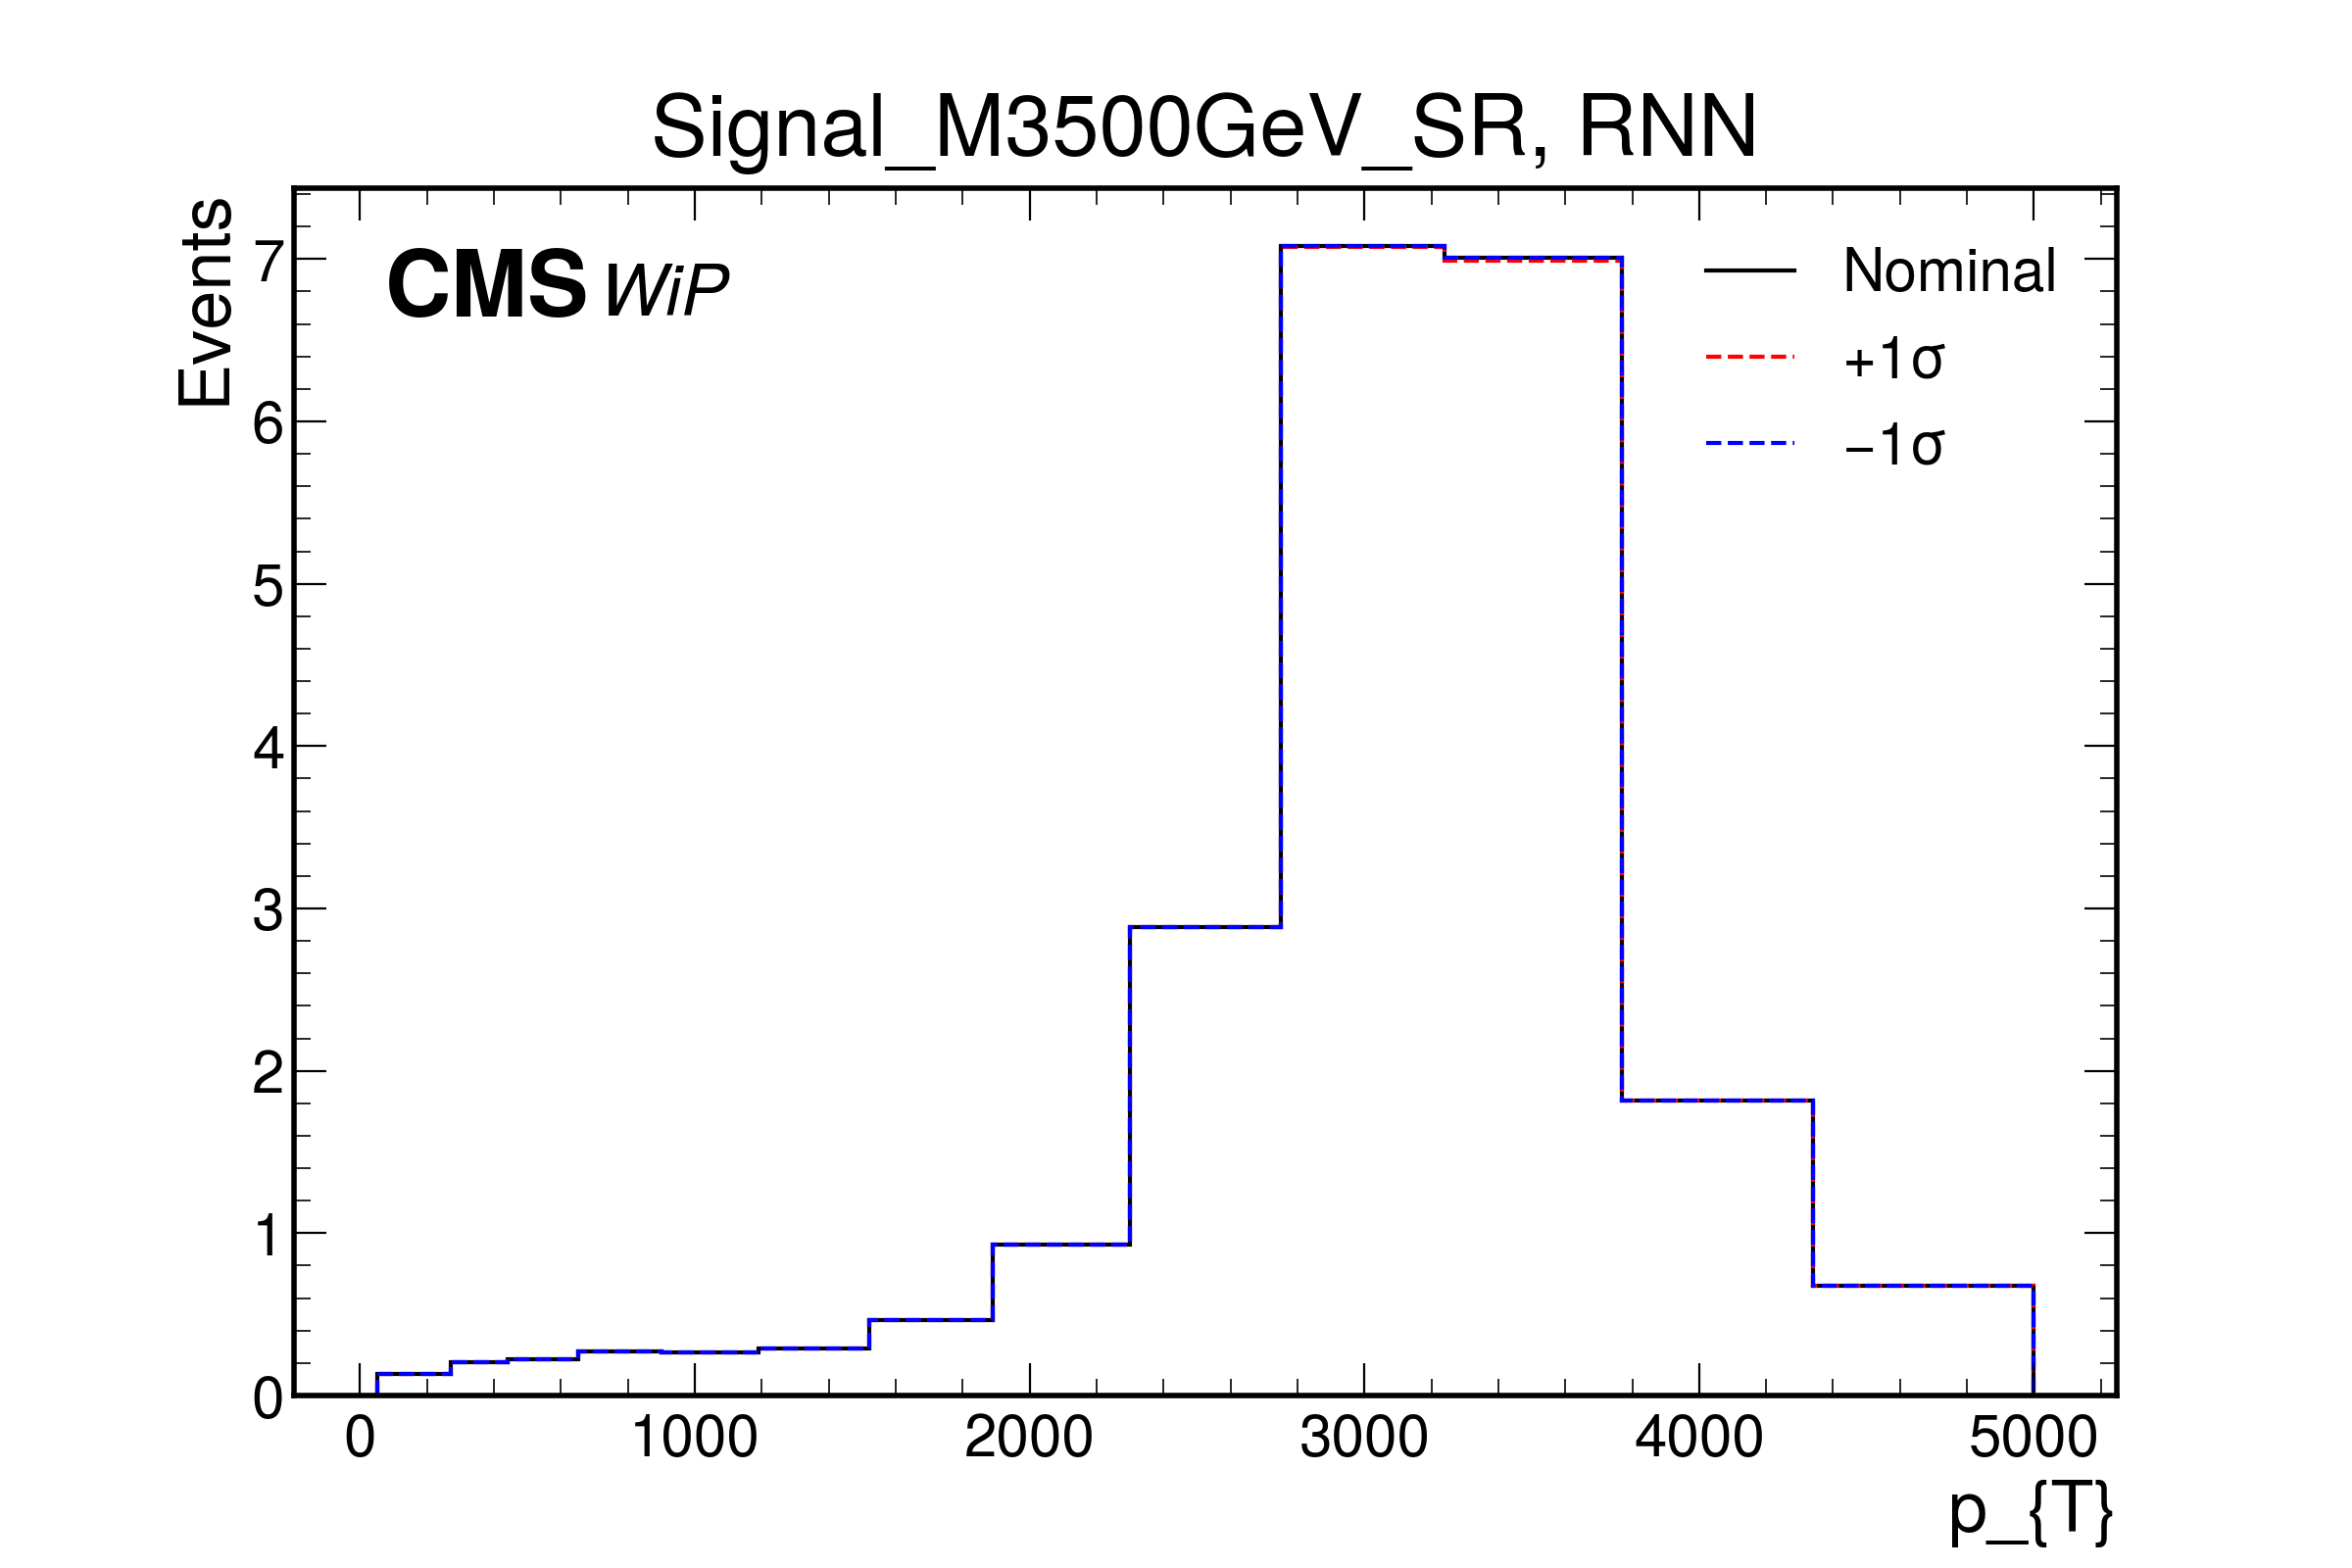 Signal_M3500GeV_SR, RNN
Events
CMS WiP
Nominal
+1σ
−1σ
7
6
5
4
3
2
1
0
0 1000 2000 3000 4000 5000
p_{T}